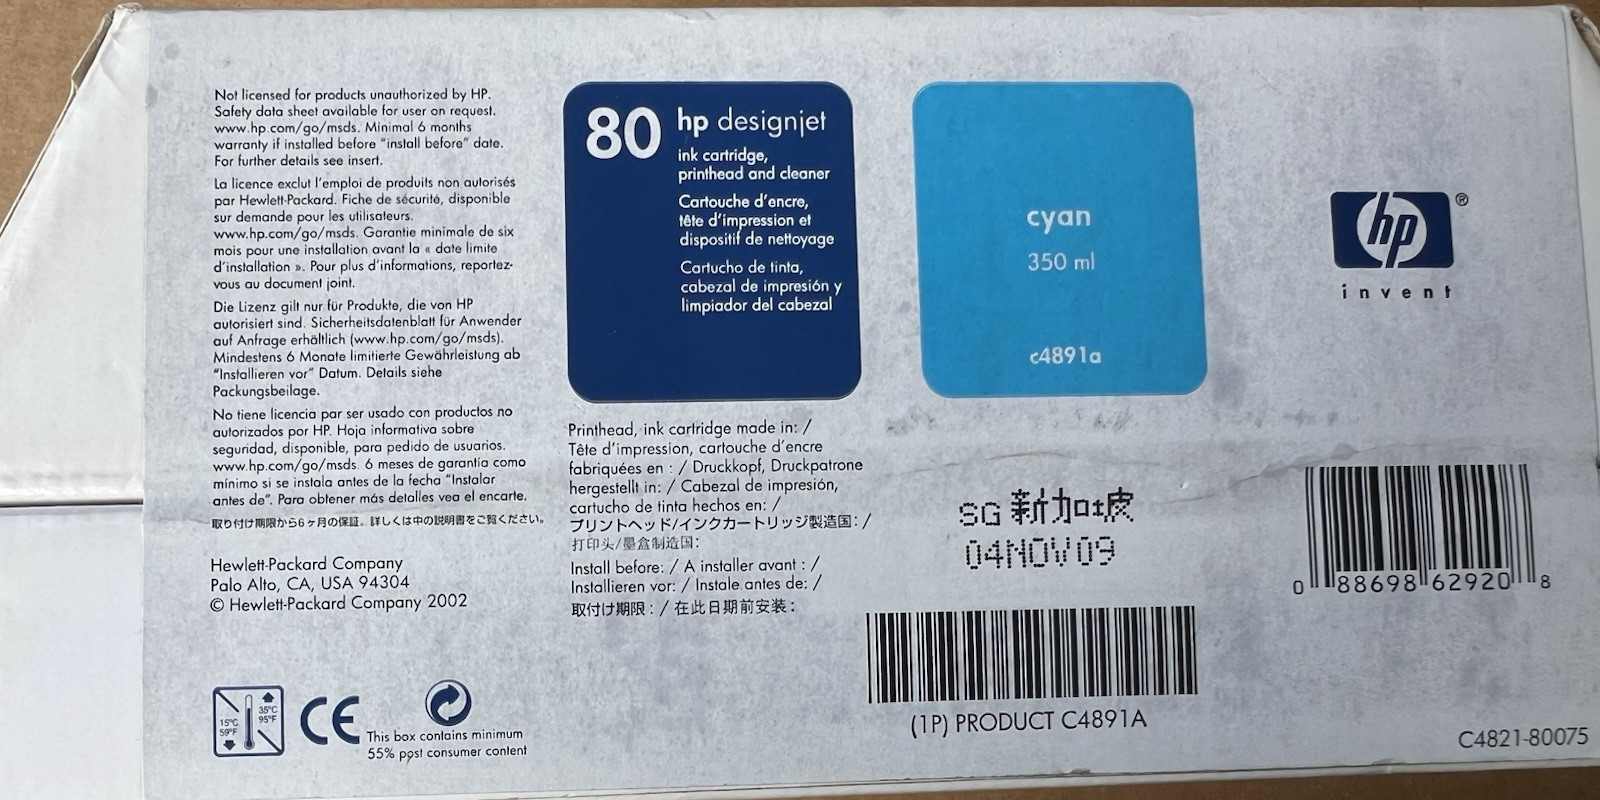 Not licensed for products unauthorized by HP.
Safety data sheet available for user on request.
www.hp.com/go/msds. Minimal 6 months
warranty if installed before "install before" date.
For further details see insert.
La licence exclut l'emploi de produits non autorisés
par Hewlett-Packard. Fiche de sécurité, disponible
sur demande pour les utilisateurs.
www.hp.com/go/msds. Garantie minimale de six
mois pour une installation avant la « date limite
d'installation ». Pour plus d'informations, reportez-
vous au document joint.
Die Lizenz gilt nur für Produkte, die von HP
autorisiert sind. Sicherheitsdatenblatt für Anwender
auf Anfrage erhältlich (www.hp.com/go/msds).
Mindestens 6 Monate limitierte Gewährleistung ab
"Installieren vor" Datum. Details siehe
Packungsbeilage.
No tiene licencia par ser usado con productos no
autorizados por HP. Hoja informativa sobre
seguridad, disponible, para pedido de usuarios.
www.hp.com/go/msds. 6 meses de garantía como
mínimo si se instala antes de la fecha "Instalar
antes de". Para obtener más detalles vea el encarte.
取り付け期限から6ヶ月の保証。詳しくは中の説明書をご覧ください。
Hewlett-Packard Company
Palo Alto, CA, USA 94304
© Hewlett-Packard Company 2002
15°C
59°F
35°C
95°F
CE
This box contains minimum
55% post consumer content
80 hp designjet
ink cartridge,
printhead and cleaner
Cartouche d'encre,
tête d'impression et
dispositif de nettoyage
Cartucho de tinta,
cabezal de impresión y
limpiador del cabezal
Printhead, ink cartridge made in: /
Tête d'impression, cartouche d'encre
fabriquées en : / Druckkopf, Druckpatrone
hergestellt in: / Cabezal de impresión,
cartucho de tinta hechos en: /
プリントヘッド/インクカートリッジ製造国: /
打印头/墨盒制造国:
Install before: / A installer avant : /
Installieren vor: / Instale antes de: /
取付け期限 : / 在此日期前安装:
cyan
350 ml
c4891a
SG 新加坡
04NOV09
(1P) PRODUCT C4891A
hp ®
invent
0 88698 62920 8
C4821-80075